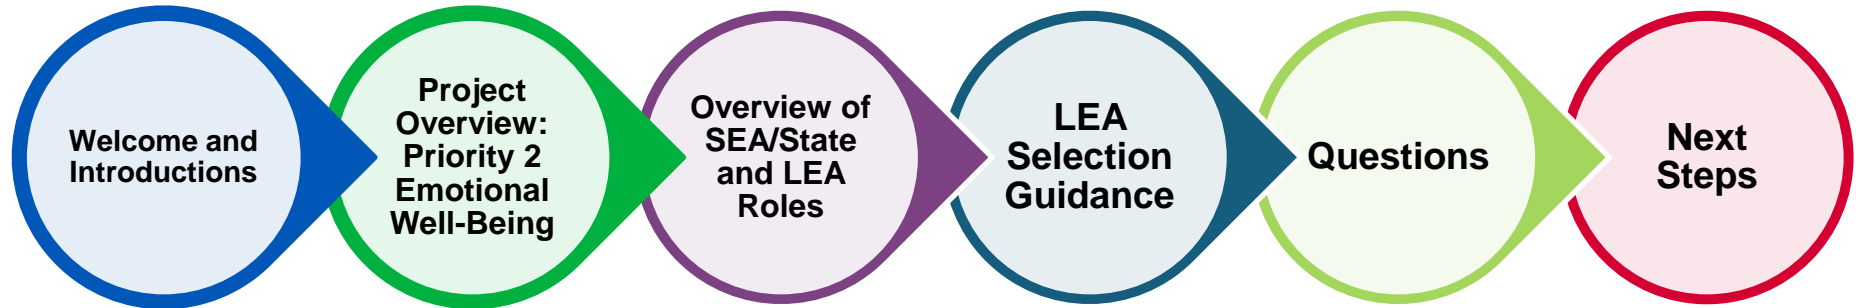 Welcome and
Introductions
Project
Overview:
Priority 2
Emotional
Well-Being
Overview of
SEA/State
and LEA
Roles
LEA
Selection
Guidance
Questions
Next
Steps